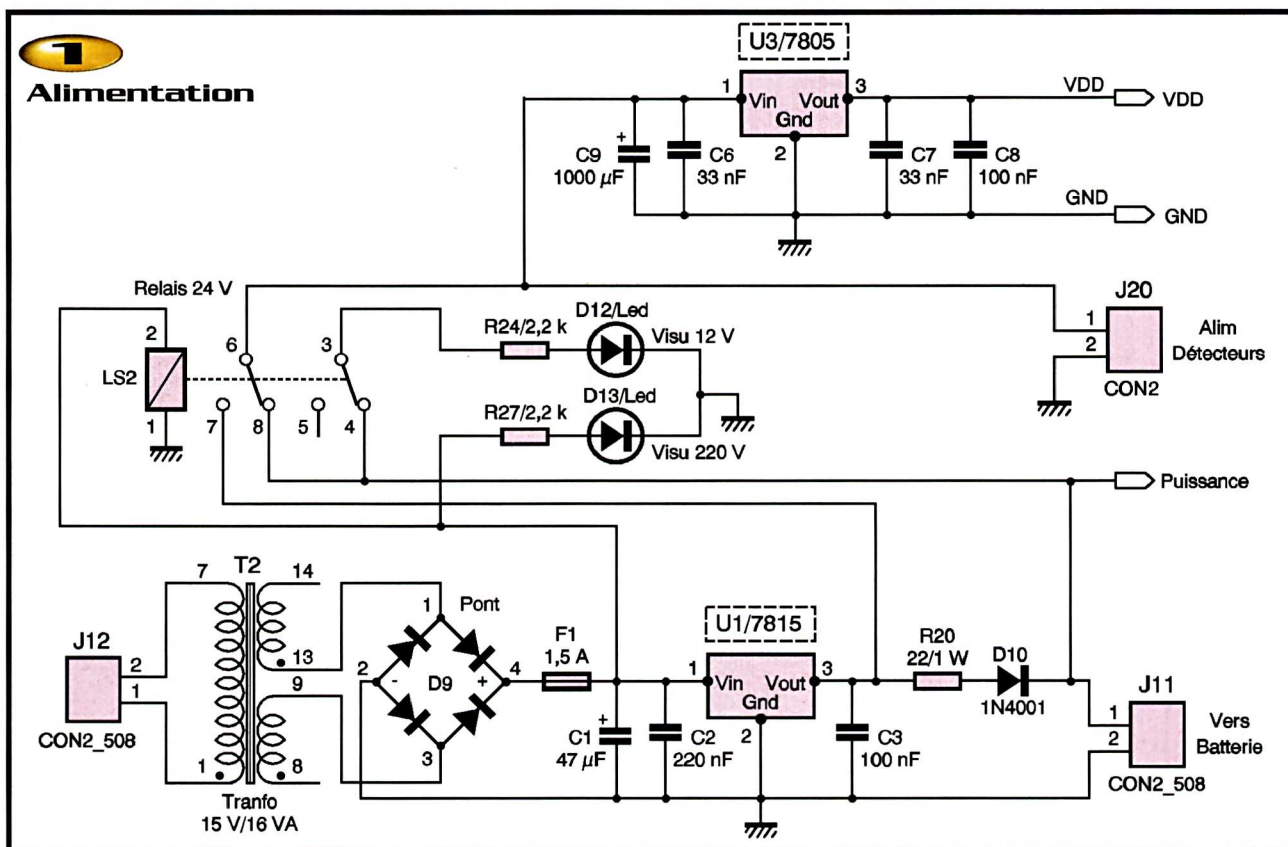 1
Alimentation
U3/7805
1
Vin
Vout
3
Gnd
2
VDD
VDD
+
C9
1000 µF
C6
33 nF
C7
33 nF
C8
100 nF
GND
GND
Relais 24 V
2
LS2
1
6
3
7
8
5
4
D12/Led
R24/2,2 k
Visu 12 V
D13/Led
R27/2,2 k
Visu 220 V
J20
1
2
CON2
Alim
Détecteurs
Puissance
J12
2
1
CON2_508
T2
7
14
13
9
1
8
Tranfo
15 V/16 VA
1
Pont
2
-
D9
+
4
3
F1
1,5 A
+
C1
47 µF
C2
220 nF
U1/7815
1
Vin
Vout
3
Gnd
2
C3
100 nF
R20
22/1 W
D10
1N4001
J11
1
2
CON2_508
Vers
Batterie